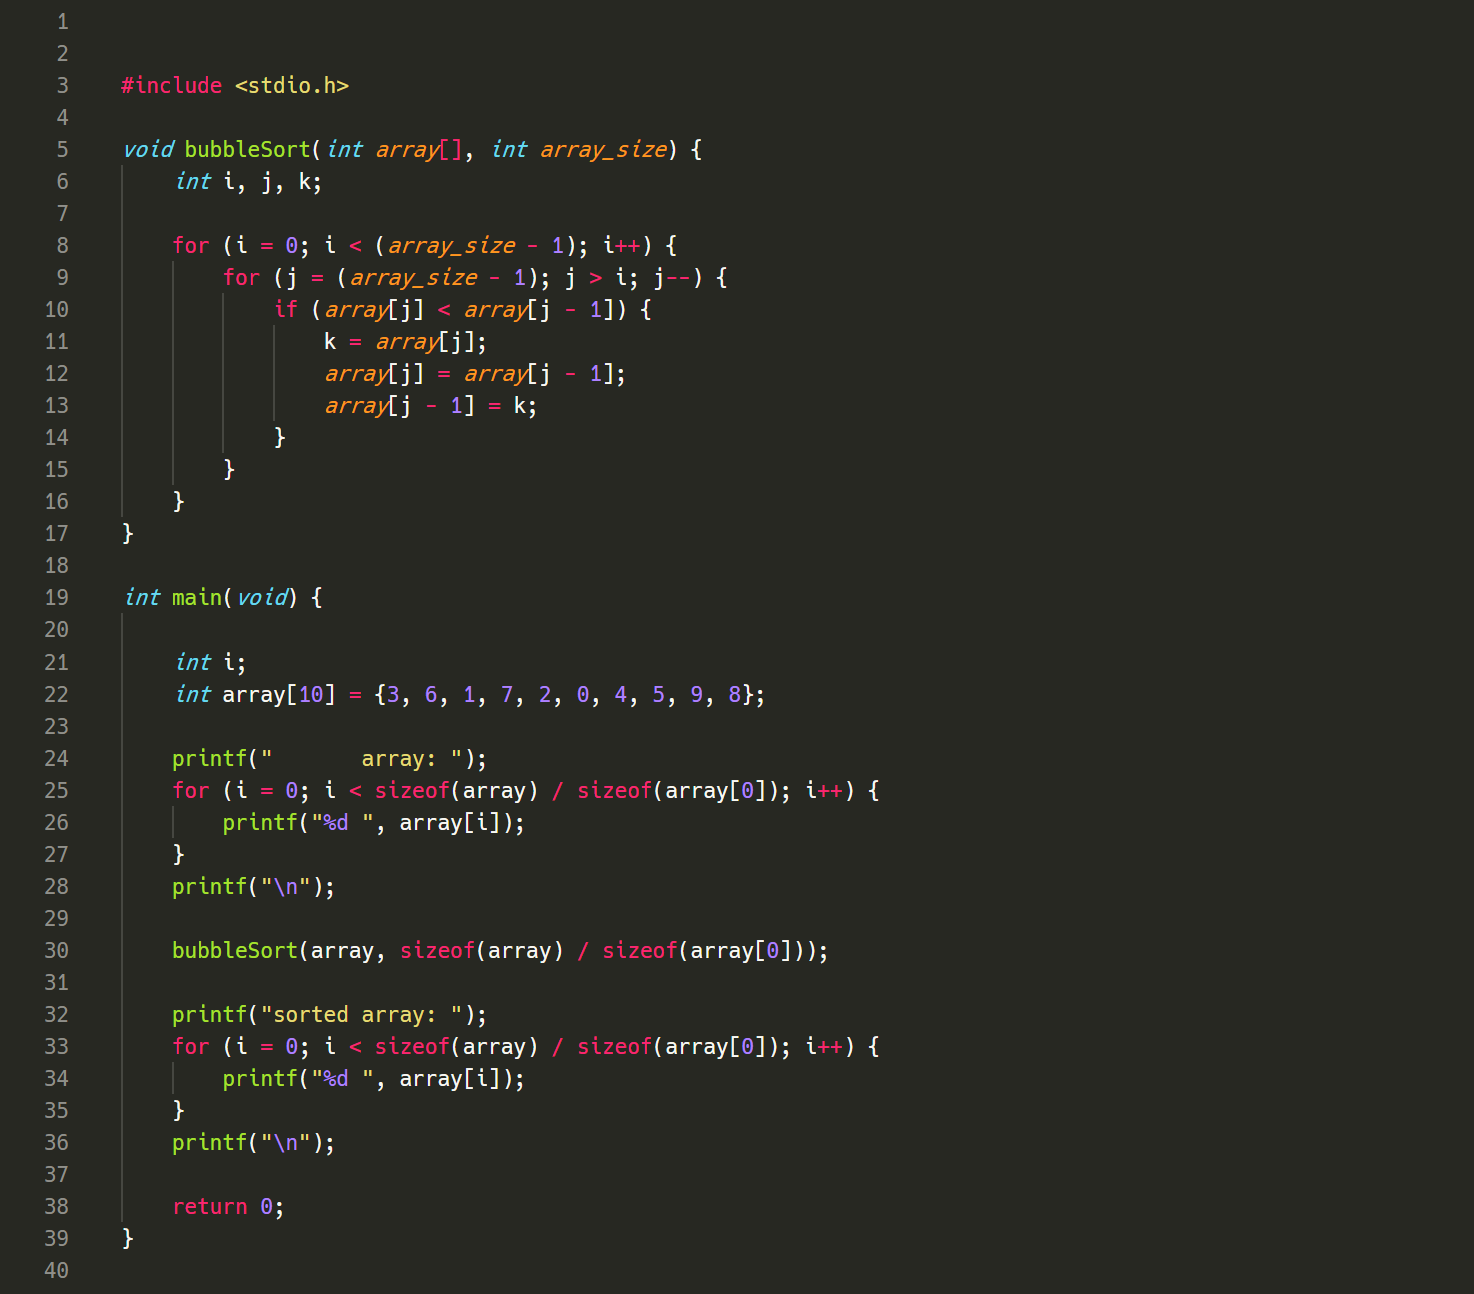 1
2
3 #include <stdio.h>
4
5 void bubbleSort(int array[], int array_size) {
6     int i, j, k;
7
8     for (i = 0; i < (array_size - 1); i++) {
9         for (j = (array_size - 1); j > i; j--) {
10             if (array[j] < array[j - 1]) {
11                 k = array[j];
12                 array[j] = array[j - 1];
13                 array[j - 1] = k;
14             }
15         }
16     }
17 }
18
19 int main(void) {
20
21     int i;
22     int array[10] = {3, 6, 1, 7, 2, 0, 4, 5, 9, 8};
23
24     printf("       array: ");
25     for (i = 0; i < sizeof(array) / sizeof(array[0]); i++) {
26         printf("%d ", array[i]);
27     }
28     printf("\n");
29
30     bubbleSort(array, sizeof(array) / sizeof(array[0]));
31
32     printf("sorted array: ");
33     for (i = 0; i < sizeof(array) / sizeof(array[0]); i++) {
34         printf("%d ", array[i]);
35     }
36     printf("\n");
37
38     return 0;
39 }
40